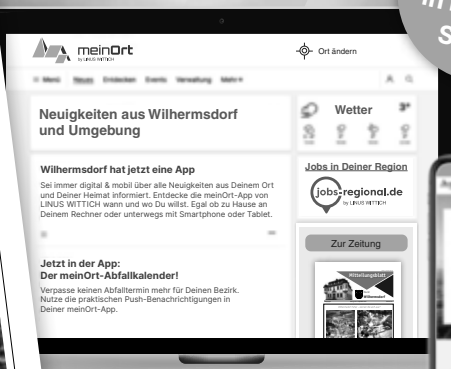 meinOrt
by LINUS WITTICH
Ort ändern
Menü Neues Entdecken Events Verwaltung Mehr+
Neuigkeiten aus Wilhermsdorf
und Umgebung
Wetter 3°
Wilhermsdorf hat jetzt eine App
Sei immer digital & mobil über alle Neuigkeiten aus Deinem Ort
und Deiner Heimat informiert. Entdecke die meinOrt-App von
LINUS WITTICH wann und wo Du willst. Egal ob zu Hause an
Deinem Rechner oder unterwegs mit Smartphone oder Tablet.
Jetzt in der App:
Der meinOrt-Abfallkalender!
Verpasse keinen Abfalltermin mehr für Deinen Bezirk.
Nutze die praktischen Push-Benachrichtigungen in
Deiner meinOrt-App.
Jobs in Deiner Region
jobs-regional.de
by LINUS WITTICH
Zur Zeitung
Mitteilungsblatt
Wilhermsdorf